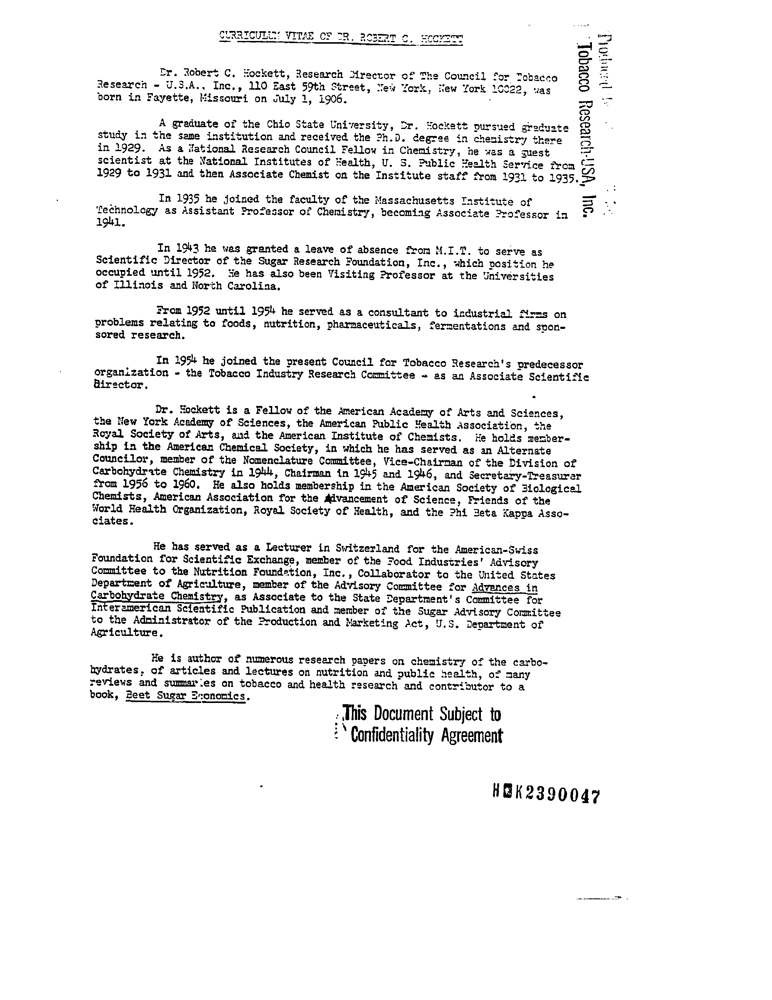 CURRICULUM VITAE OF DR. ROBERT C. HOCKETT
Dr. Robert C. Hockett, Research Director of The Council for Tobacco
Research - U.S.A., Inc., 110 East 59th Street, New York, New York 10022, was
born in Fayette, Missouri on July 1, 1906.
A graduate of the Ohio State University, Dr. Hockett pursued graduate
study in the same institution and received the Ph.D. degree in chemistry there
in 1929. As a National Research Council Fellow in Chemistry, he was a guest
scientist at the National Institutes of Health, U. S. Public Health Service from
1929 to 1931 and then Associate Chemist on the Institute staff from 1931 to 1935.
In 1935 he joined the faculty of the Massachusetts Institute of
Technology as Assistant Professor of Chemistry, becoming Associate Professor in
1941.
In 1943 he was granted a leave of absence from M.I.T. to serve as
Scientific Director of the Sugar Research Foundation, Inc., which position he
occupied until 1952. He has also been Visiting Professor at the Universities
of Illinois and North Carolina.
From 1952 until 1954 he served as a consultant to industrial firms on
problems relating to foods, nutrition, pharmaceuticals, fermentations and spon-
sored research.
In 1954 he joined the present Council for Tobacco Research's predecessor
organization - the Tobacco Industry Research Committee - as an Associate Scientific
Director.
Dr. Hockett is a Fellow of the American Academy of Arts and Sciences,
the New York Academy of Sciences, the American Public Health Association, the
Royal Society of Arts, and the American Institute of Chemists. He holds member-
ship in the American Chemical Society, in which he has served as an Alternate
Councilor, member of the Nomenclature Committee, Vice-Chairman of the Division of
Carbohydrate Chemistry in 1944, Chairman in 1945 and 1946, and Secretary-Treasurer
from 1956 to 1960. He also holds membership in the American Society of Biological
Chemists, American Association for the Advancement of Science, Friends of the
World Health Organization, Royal Society of Health, and the Phi Beta Kappa Asso-
ciates.
He has served as a Lecturer in Switzerland for the American-Swiss
Foundation for Scientific Exchange, member of the Food Industries' Advisory
Committee to the Nutrition Foundation, Inc., Collaborator to the United States
Department of Agriculture, member of the Advisory Committee for Advances in
Carbohydrate Chemistry, as Associate to the State Department's Committee for
Interamerican Scientific Publication and member of the Sugar Advisory Committee
to the Administrator of the Production and Marketing Act, U.S. Department of
Agriculture.
He is author of numerous research papers on chemistry of the carbo-
hydrates, of articles and lectures on nutrition and public health, of many
reviews and summaries on tobacco and health research and contributor to a
book, Beet Sugar Economics.
This Document Subject to
Confidentiality Agreement
HOK2390047
Produced
Tobacco Research-USA, Inc.